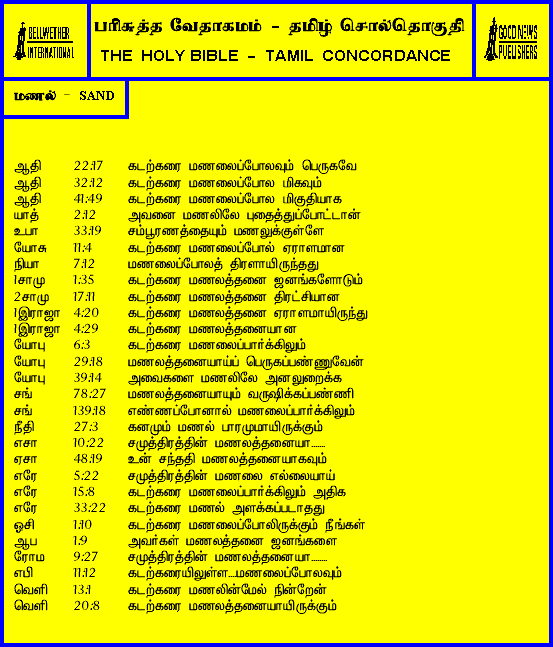 BELLWETHER
INTERNATIONAL
பரிசுத்த வேதாகமம் - தமிழ் சொல்தொகுதி
THE HOLY BIBLE - TAMIL CONCORDANCE
GOOD NEWS
PUBLISHERS
மணல் - SAND
ஆதி 22:17 கடற்கரை மணலைப்போலவும் பெருகவே
ஆதி 32:12 கடற்கரை மணலைப்போல மிகவும்
ஆதி 41:49 கடற்கரை மணலைப்போல மிகுதியாக
யாத் 2:12 அவனை மணலிலே புதைத்துப்போட்டான்
உபா 33:19 சம்பூரணத்தையும் மணலுக்குள்ளே
யோசு 11:4 கடற்கரை மணலைப்போல் ஏராளமான
நியா 7:12 மணலைப்போலத் திரளாயிருந்தது
1சாமு 1:35 கடற்கரை மணலத்தனை ஜனங்களோடும்
2சாமு 17:11 கடற்கரை மணலத்தனை திரட்சியான
1இராஜா 4:20 கடற்கரை மணலத்தனை ஏராளமாயிருந்து
1இராஜா 4:29 கடற்கரை மணலத்தனையான
யோபு 6:3 கடற்கரை மணலைப்பார்க்கிலும்
யோபு 29:18 மணலத்தனையாய்ப் பெருகப்பண்ணுவேன்
யோபு 39:14 அவைகளை மணலிலே அனலுறைக்க
சங் 78:27 மணலத்தனையாயும் வருஷிக்கப்பண்ணி
சங் 139:18 எண்ணப்போனால் மணலைப்பார்க்கிலும்
நீதி 27:3 கனமும் மணல் பாரமுமாயிருக்கும்
எசா 10:22 சமுத்திரத்தின் மணலத்தனையா.......
ஏசா 48:19 உன் சந்ததி மணலத்தனையாகவும்
எரே 5:22 சமுத்திரத்தின் மணலை எல்லையாய்
எரே 15:8 கடற்கரை மணலைப்பார்க்கிலும் அதிக
எரே 33:22 கடற்கரை மணல் அளக்கப்படாதது
ஓசி 1:10 கடற்கரை மணலைப்போலிருக்கும் நீங்கள்
ஆப 1:9 அவர்கள் மணலத்தனை ஜனங்களை
ரோம 9:27 சமுத்திரத்தின் மணலத்தனையா........
எபி 11:12 கடற்கரையிலுள்ள...மணலைப்போலவும்
வெளி 13:1 கடற்கரை மணலின்மேல் நின்றேன்
வெளி 20:8 கடற்கரை மணலத்தனையாயிருக்கும்